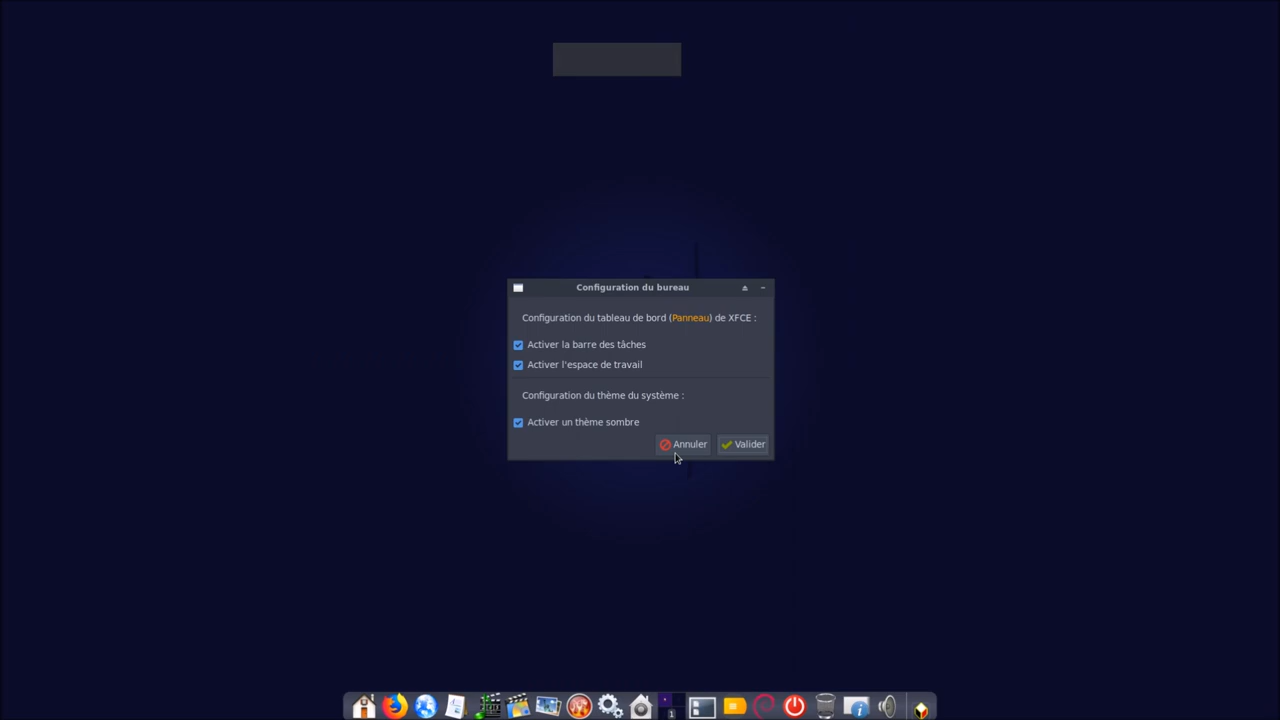 Configuration du bureau
Configuration du tableau de bord (Panneau) de XFCE :
Activer la barre des tâches
Activer l'espace de travail
Configuration du thème du système :
Activer un thème sombre
Annuler
Valider
1